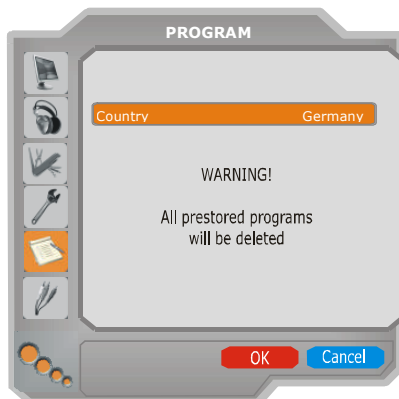 PROGRAM
Country Germany
WARNING!
All prestored programs
will be deleted
OK Cancel